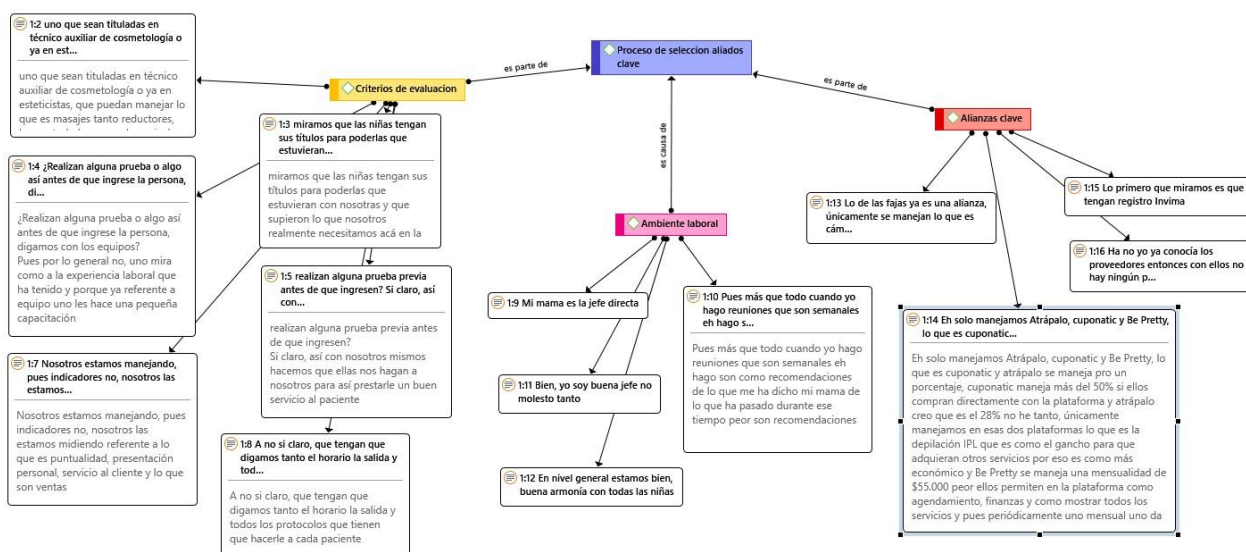 Proceso de seleccion aliados
clave
es parte de
es parte de
es causa de
Criterios de evaluacion
Alianzas clave
Ambiente laboral
1:2 uno que sean tituladas en
técnico auxiliar de cosmetología o
ya en est...
uno que sean tituladas en técnico
auxiliar de cosmetología o ya en
esteticistas, que puedan manejar lo
que es masajes tanto reductores,
1:3 miramos que las niñas tengan
sus títulos para poderlas que
estuvieran...
miramos que las niñas tengan sus
títulos para poderlas que
estuvieran con nosotras y que
supieron lo que nosotros
realmente necesitamos acá en la
1:4 ¿Realizan alguna prueba o algo
así antes de que ingrese la persona,
di...
¿Realizan alguna prueba o algo así
antes de que ingrese la persona,
digamos con los equipos?
Pues por lo general no, uno mira
como a la experiencia laboral que
ha tenido y porque ya referente a
equipo uno les hace una pequeña
capacitación
1:5 realizan alguna prueba previa
antes de que ingresen? Si claro, así
con...
realizan alguna prueba previa
antes de que ingresen?
Si claro, así con nosotros mismos
hacemos que ellas nos hagan a
nosotros para así prestarle un buen
servicio al paciente
1:7 Nosotros estamos manejando,
pues indicadores no, nosotros las
estamos...
Nosotros estamos manejando, pues
indicadores no, nosotros las
estamos midiendo referente a lo
que es puntualidad, presentación
personal, servicio al cliente y lo que
son ventas
1:8 A no si claro, que tengan que
digamos tanto el horario la salida y
tod...
A no si claro, que tengan que
digamos tanto el horario la salida y
todos los protocolos que tienen
que hacerle a cada paciente
1:9 Mi mama es la jefe directa
1:10 Pues más que todo cuando yo
hago reuniones que son semanales
eh hago s...
Pues más que todo cuando yo hago
reuniones que son semanales eh
hago son como recomendaciones
de lo que me ha dicho mi mama de
lo que ha pasado durante ese
tiempo peor son recomendaciones
1:11 Bien, yo soy buena jefe no
molesto tanto
1:12 En nivel general estamos bien,
buena armonía con todas las niñas
1:13 Lo de las fajas ya es una alianza,
únicamente se manejan lo que es
cám...
1:15 Lo primero que miramos es que
tengan registro Invima
1:16 Ha no yo ya conocía los
proveedores entonces con ellos no
hay ningún p...
1:14 Eh solo manejamos Atrápalo, cuponatic y Be Pretty,
lo que es cuponatic...
Eh solo manejamos Atrápalo, cuponatic y Be Pretty, lo
que es cuponatic y atrápalo se maneja pro un
porcentaje, cuponatic maneja más del 50% si ellos
compran directamente con la plataforma y atrápalo
creo que es el 28% no he tanto, únicamente
manejamos en esas dos plataformas lo que es la
depilación IPL que es como el gancho para que
adquieran otros servicios por eso es como más
económico y Be Pretty se maneja una mensualidad de
$55.000 peor ellos permiten en la plataforma como
agendamiento, finanzas y como mostrar todos los
servicios y pues periódicamente uno mensual uno da